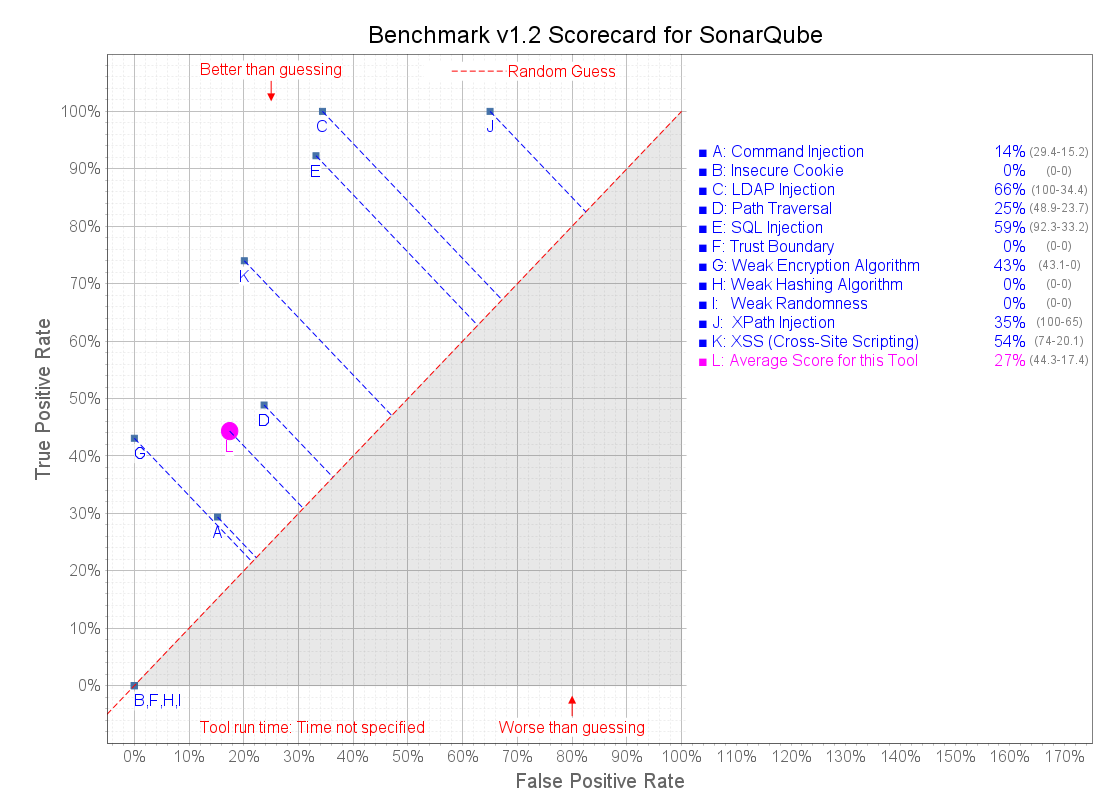 Benchmark v1.2 Scorecard for SonarQube
Better than guessing
Random Guess
100%
90%
80%
70%
60%
50%
40%
30%
20%
10%
0%
True Positive Rate
C
J
E
K
D
L
G
A
B,F,H,I
Tool run time: Time not specified
Worse than guessing
0% 10% 20% 30% 40% 50% 60% 70% 80% 90% 100% 110% 120% 130% 140% 150% 160% 170%
False Positive Rate
A: Command Injection 14% (29.4-15.2)
B: Insecure Cookie 0% (0-0)
C: LDAP Injection 66% (100-34.4)
D: Path Traversal 25% (48.9-23.7)
E: SQL Injection 59% (92.3-33.2)
F: Trust Boundary 0% (0-0)
G: Weak Encryption Algorithm 43% (43.1-0)
H: Weak Hashing Algorithm 0% (0-0)
I: Weak Randomness 0% (0-0)
J: XPath Injection 35% (100-65)
K: XSS (Cross-Site Scripting) 54% (74-20.1)
L: Average Score for this Tool 27% (44.3-17.4)